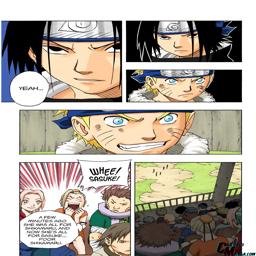 YEAH...
WHEE!
SASUKE!
A FEW
MINUTES AGO
SHE WAS ALL
FOR
SHIKAMARU,
AND NOW
SHE'S ALL
FOR
SASUKE...
POOR
SHIKAMARU.